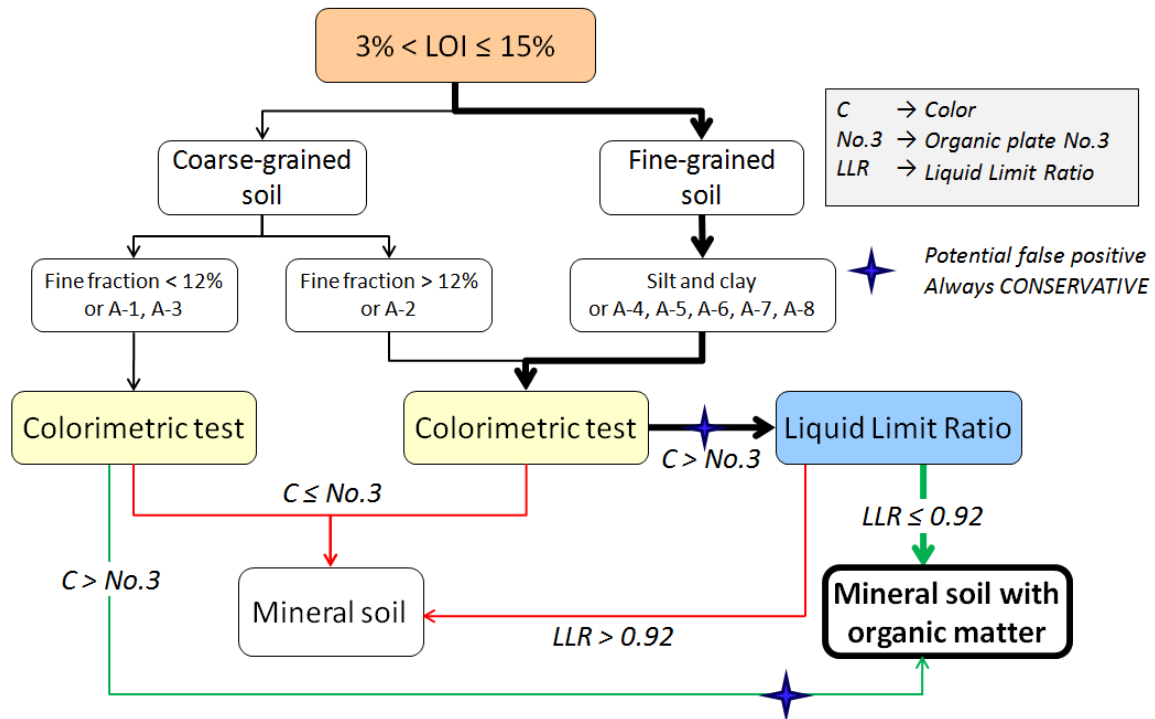 3% < LOI ≤ 15%
C → Color
No.3 → Organic plate No.3
LLR → Liquid Limit Ratio
Coarse-grained
soil
Fine-grained
soil
Potential false positive
Always CONSERVATIVE
Fine fraction < 12%
or A-1, A-3
Fine fraction > 12%
or A-2
Silt and clay
or A-4, A-5, A-6, A-7, A-8
Colorimetric test
Colorimetric test
C > No.3
Liquid Limit Ratio
C ≤ No.3
LLR ≤ 0.92
C > No.3
Mineral soil
LLR > 0.92
Mineral soil with
organic matter